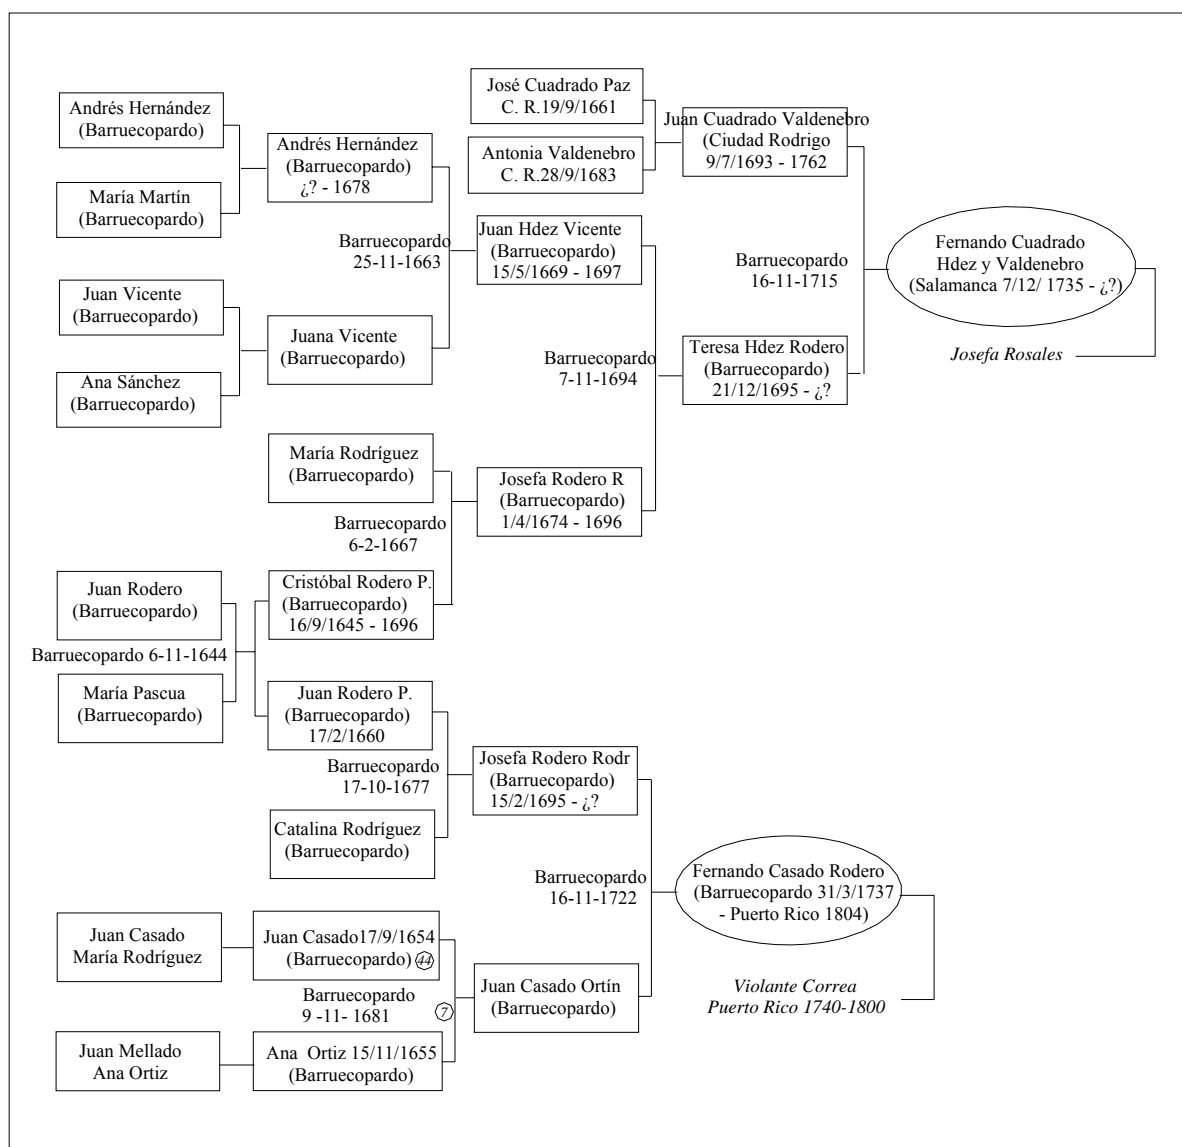 Andrés Hernández
(Barruecopardo)
María Martín
(Barruecopardo)
Andrés Hernández
(Barruecopardo)
¿? - 1678
Juan Vicente
(Barruecopardo)
Ana Sánchez
(Barruecopardo)
Juana Vicente
(Barruecopardo)
Barruecopardo
25-11-1663
José Cuadrado Paz
C. R.19/9/1661
Antonia Valdenebro
C. R.28/9/1683
Juan Cuadrado Valdenebro
(Ciudad Rodrigo
9/7/1693 - 1762
Juan Hdez Vicente
(Barruecopardo)
15/5/1669 - 1697
Barruecopardo
7-11-1694
Teresa Hdez Rodero
(Barruecopardo)
21/12/1695 - ¿?
Barruecopardo
16-11-1715
Fernando Cuadrado
Hdez y Valdenebro
(Salamanca 7/12/ 1735 - ¿?)
Josefa Rosales
María Rodríguez
(Barruecopardo)
Barruecopardo
6-2-1667
Josefa Rodero R
(Barruecopardo)
1/4/1674 - 1696
Juan Rodero
(Barruecopardo)
Barruecopardo 6-11-1644
María Pascua
(Barruecopardo)
Cristóbal Rodero P.
(Barruecopardo)
16/9/1645 - 1696
Juan Rodero P.
(Barruecopardo)
17/2/1660
Barruecopardo
17-10-1677
Catalina Rodríguez
(Barruecopardo)
Josefa Rodero Rodr
(Barruecopardo)
15/2/1695 - ¿?
Barruecopardo
16-11-1722
Fernando Casado Rodero
(Barruecopardo 31/3/1737
- Puerto Rico 1804)
Violante Correa
Puerto Rico 1740-1800
Juan Casado
María Rodríguez
Juan Casado17/9/1654
(Barruecopardo) 44
Barruecopardo
9 -11- 1681
7
Juan Mellado
Ana Ortiz
Ana Ortiz 15/11/1655
(Barruecopardo)
Juan Casado Ortín
(Barruecopardo)